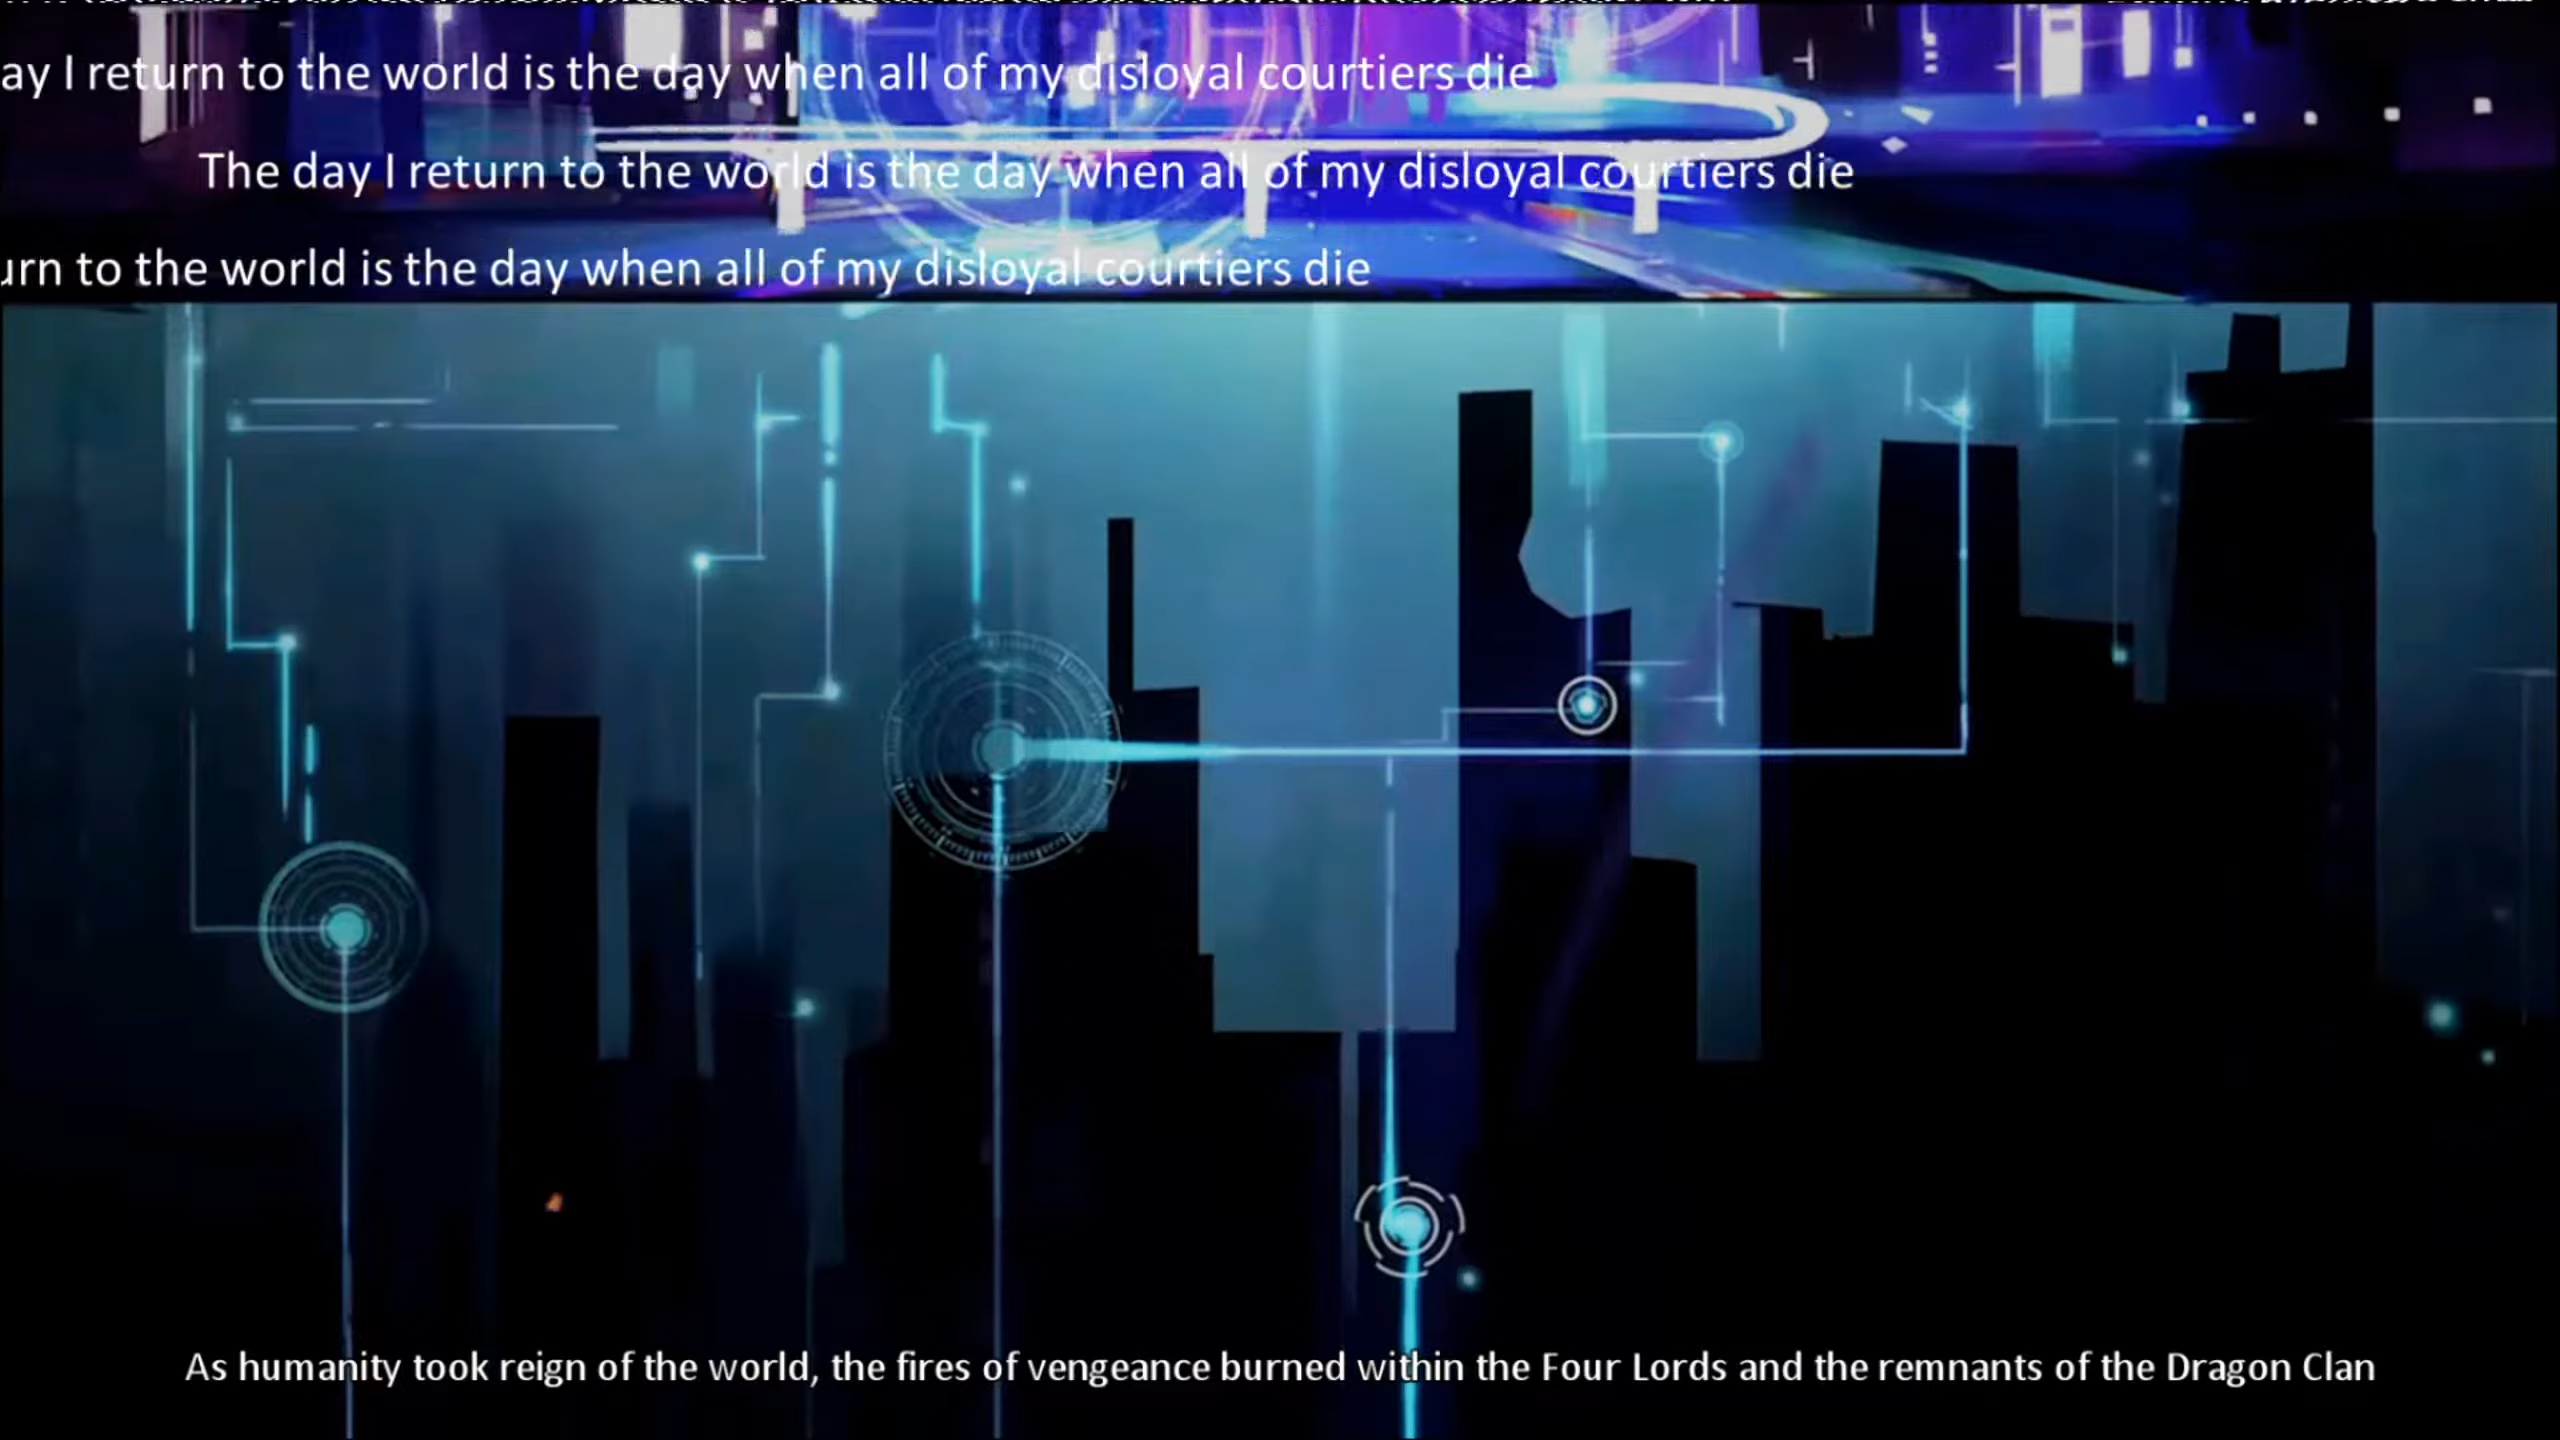 ay I return to the world is the day when all of my disloyal courtiers die
The day I return to the world is the day when all of my disloyal courtiers die
urn to the world is the day when all of my disloyal courtiers die
As humanity took reign of the world, the fires of vengeance burned within the Four Lords and the remnants of the Dragon Clan